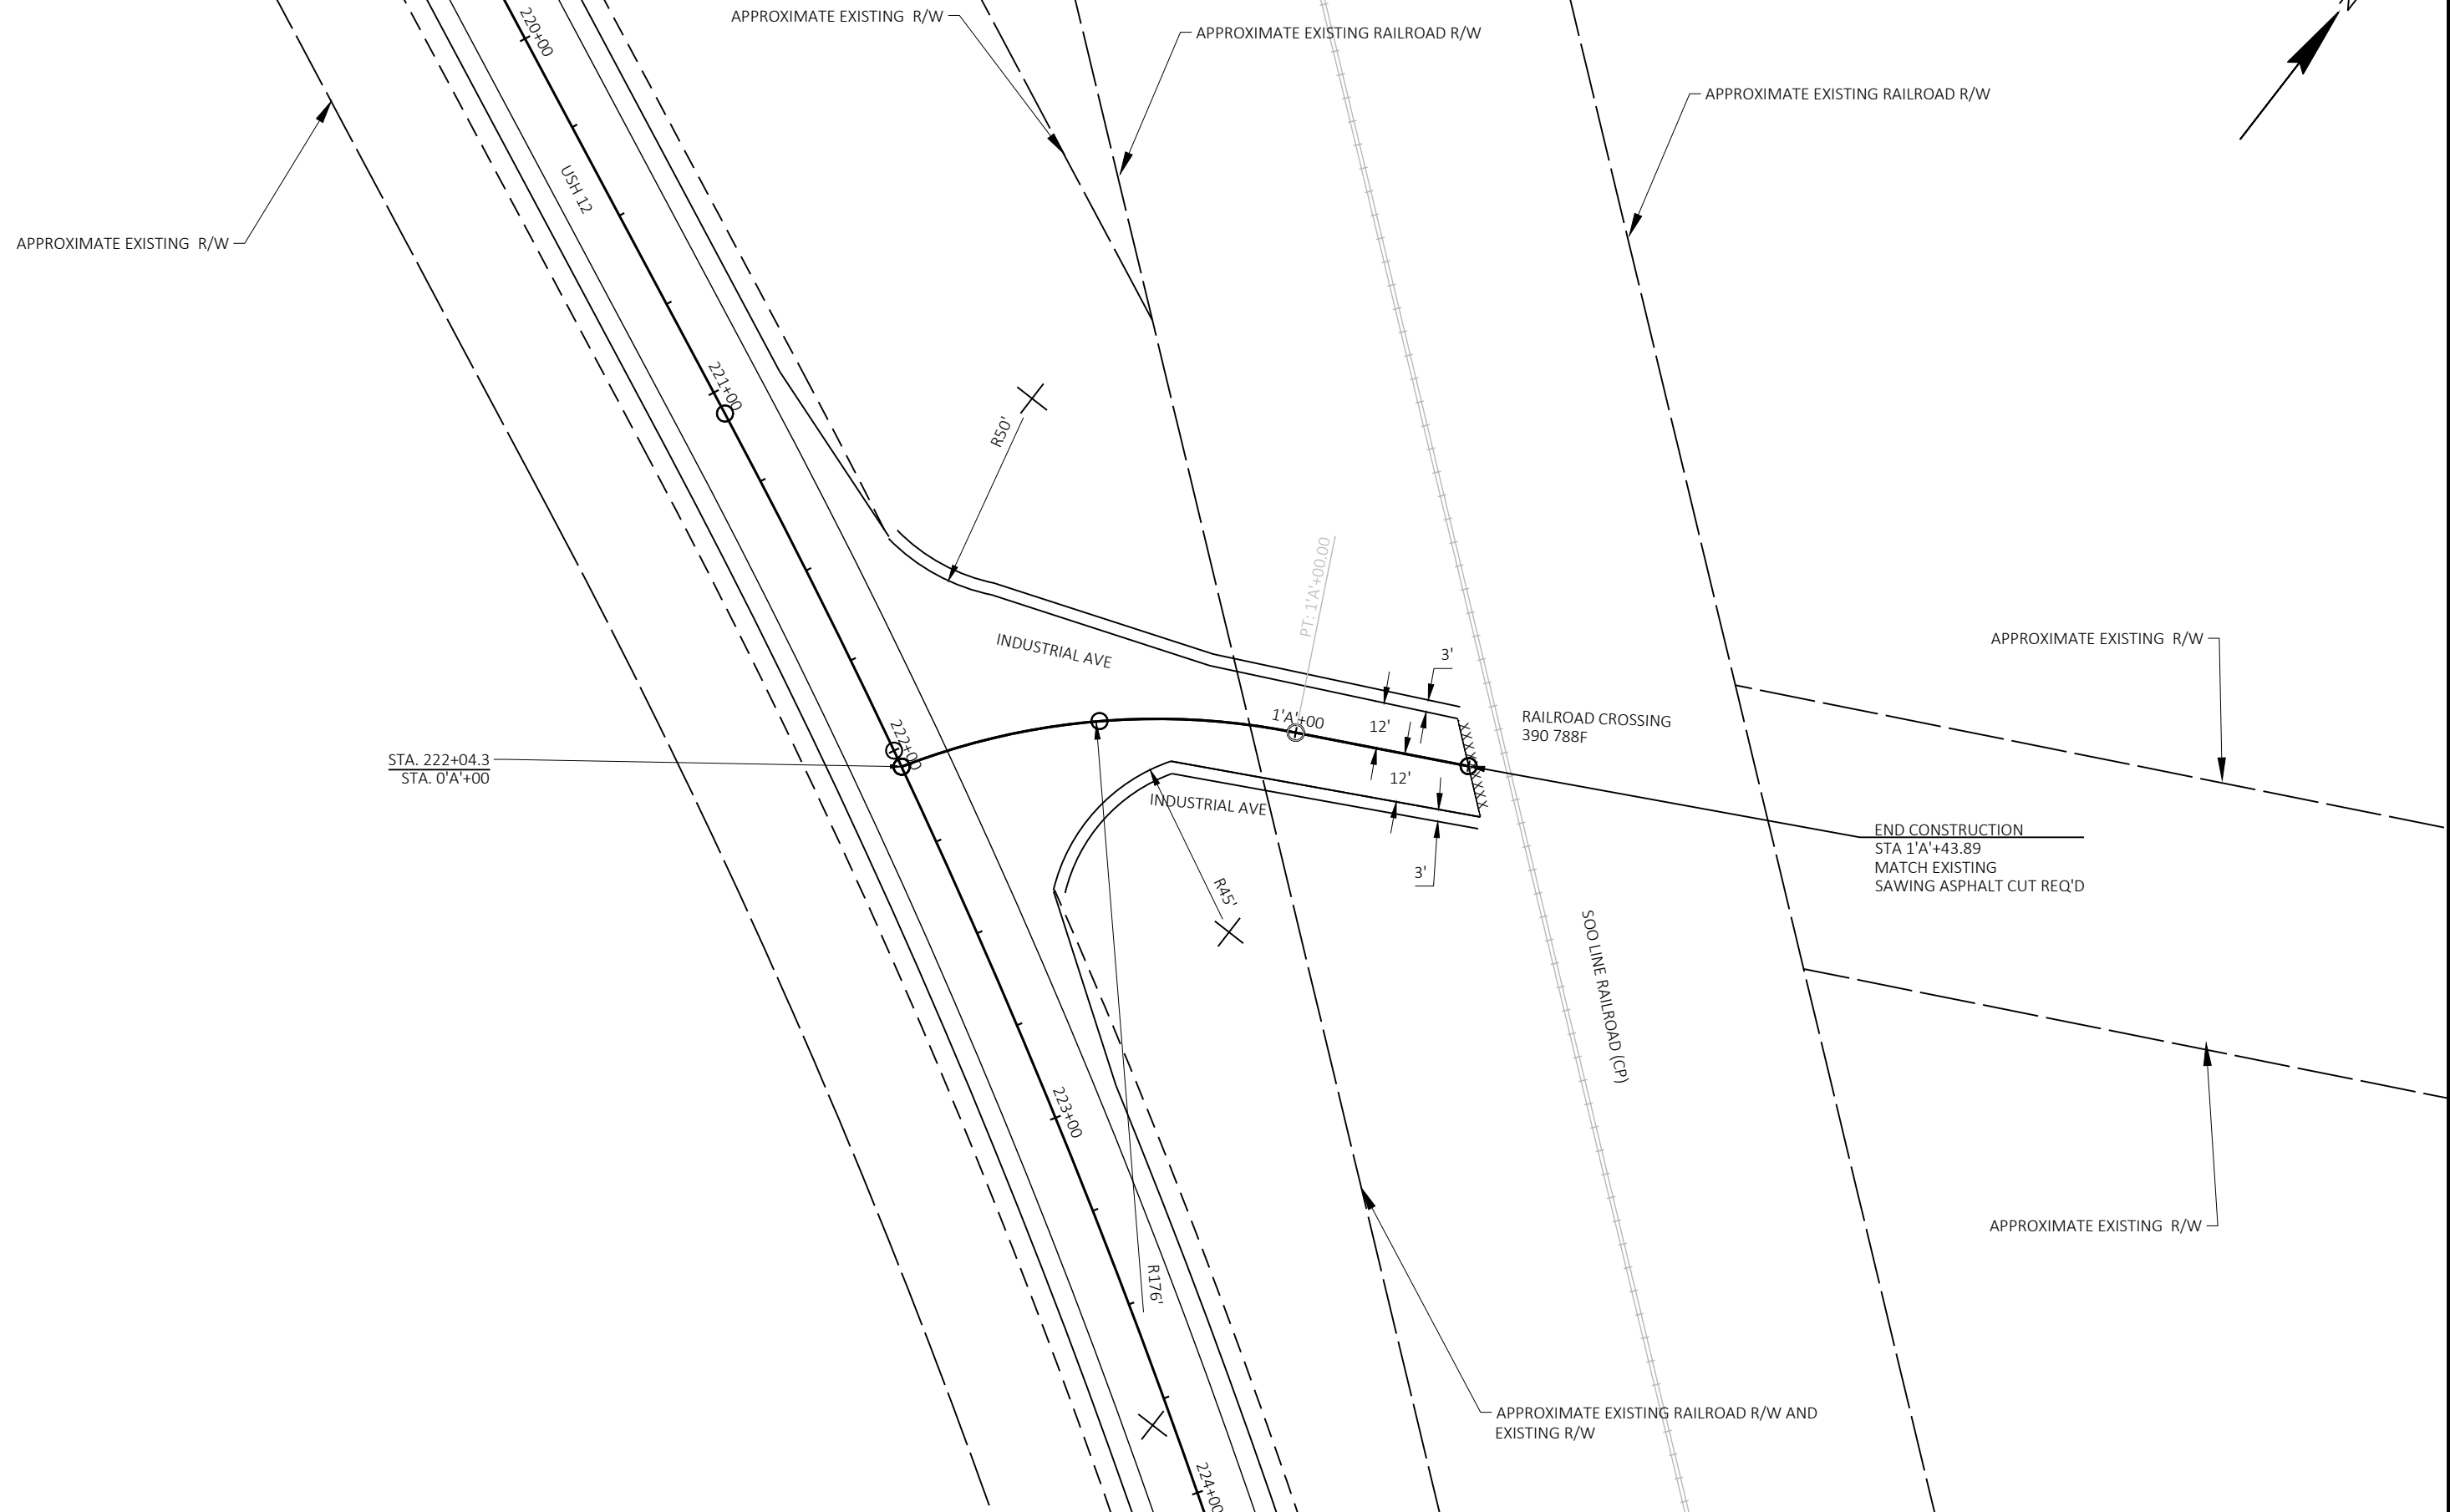 220+00
APPROXIMATE EXISTING R/W
APPROXIMATE EXISTING RAILROAD R/W
N
APPROXIMATE EXISTING RAILROAD R/W
USH 12
APPROXIMATE EXISTING R/W
221+00
R50'
PT: 1'A'+00.00
INDUSTRIAL AVE
3'
APPROXIMATE EXISTING R/W
1'A'+00
12'
RAILROAD CROSSING
390 788F
222+00
STA. 222+04.3
STA. 0'A'+00
12'
INDUSTRIAL AVE
END CONSTRUCTION
STA 1'A'+43.89
MATCH EXISTING
SAWING ASPHALT CUT REQ'D
3'
R45'
SOO LINE RAILROAD (CP)
223+00
APPROXIMATE EXISTING R/W
R176'
APPROXIMATE EXISTING RAILROAD R/W AND
EXISTING R/W
224+00